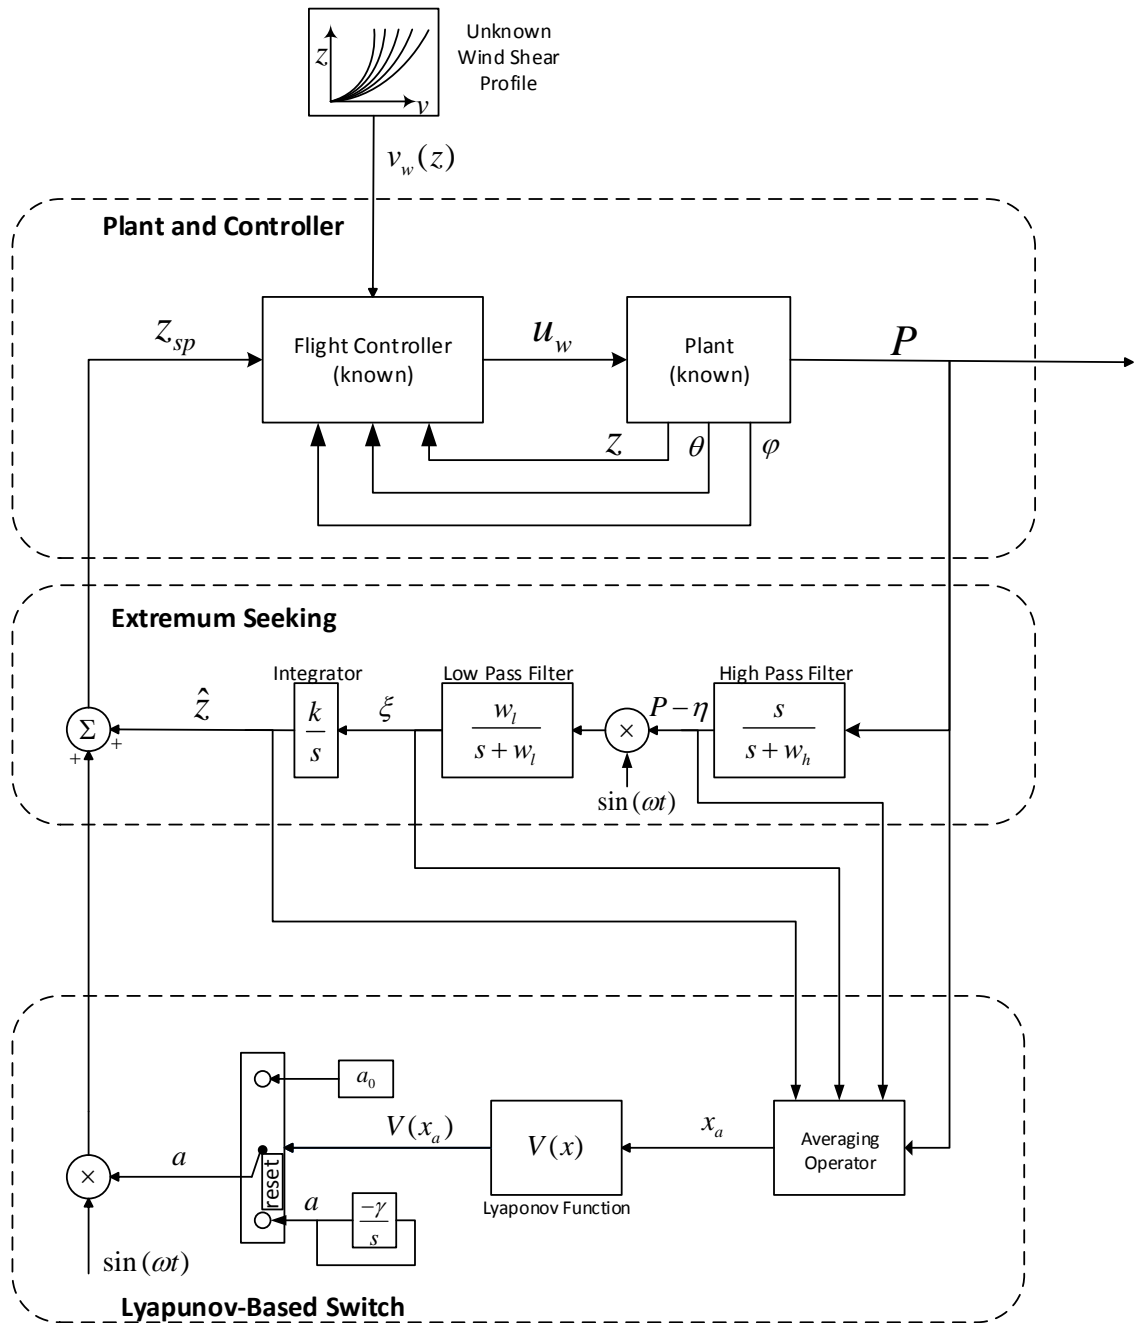 Unknown
Wind Shear
Profile
z
v
v_w(z)
Plant and Controller
z_sp
Flight Controller
(known)
u_w
Plant
(known)
P
z
θ
φ
Extremum Seeking
Integrator
Low Pass Filter
High Pass Filter
Σ
+
+
ẑ
k
s
ξ
w_l
s + w_l
×
P − η
s
s + w_h
sin(ωt)
a_0
V(x_a)
V(x)
x_a
Averaging
Operator
×
a
reset
Lyaponov Function
a
−γ
s
sin(ωt)
Lyapunov-Based Switch